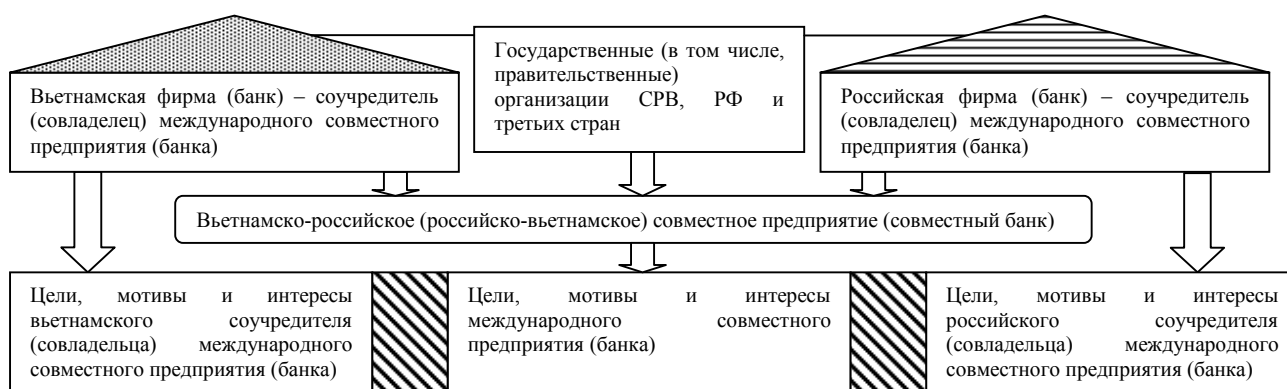 Государственные (в том числе,
правительственные)
организации СРВ, РФ и
третьих стран
Вьетнамская фирма (банк) – соучредитель
(совладелец) международного совместного
предприятия (банка)
Российская фирма (банк) – соучредитель
(совладелец) международного совместного
предприятия (банка)
Вьетнамско-российское (российско-вьетнамское) совместное предприятие (совместный банк)
Цели, мотивы и интересы
вьетнамского соучредителя
(совладельца) международного
совместного предприятия (банка)
Цели, мотивы и интересы
международного совместного
предприятия (банка)
Цели, мотивы и интересы
российского соучредителя
(совладельца) международного
совместного предприятия (банка)